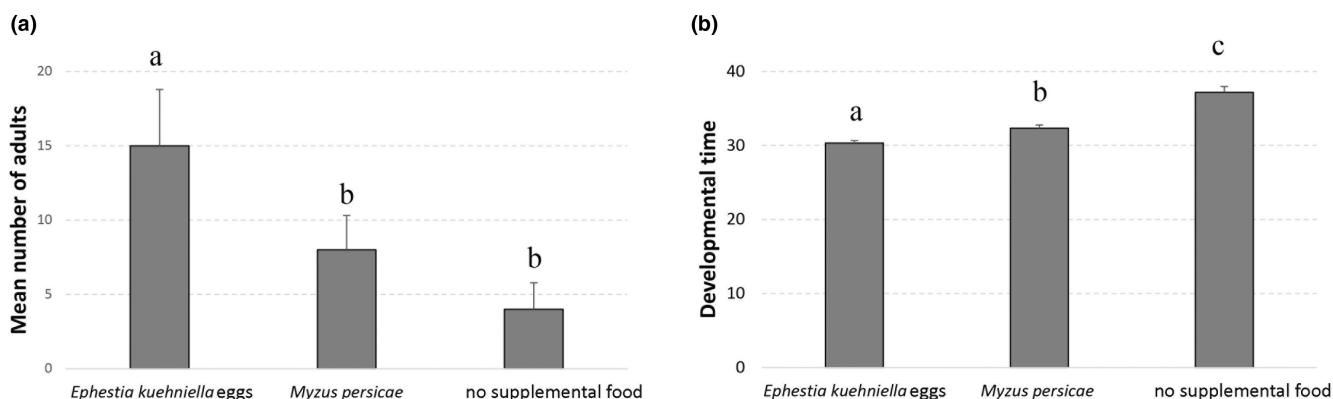 (a)
Mean number of adults
20
15
10
5
0
a
b
b
Ephestia kuehniella eggs
Myzus persicae
no supplemental food
(b)
Developmental time
40
30
20
10
0
a
b
c
Ephestia kuehniella eggs
Myzus persicae
no supplemental food